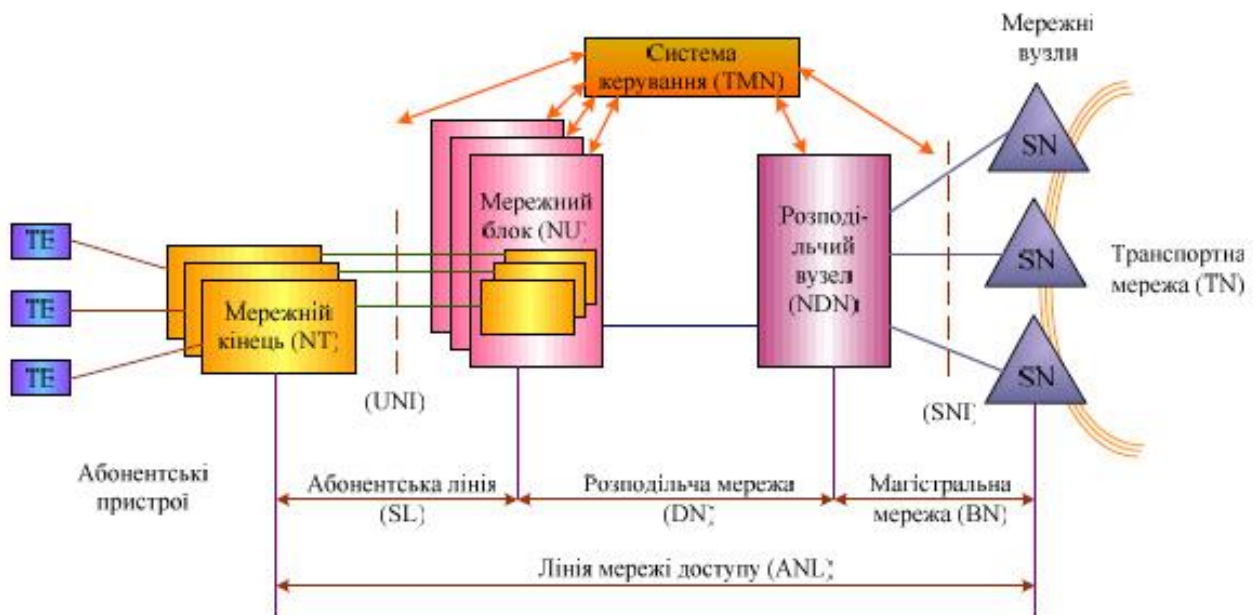 Мережні
вузли
Система
керування (TMN)
SN
Мережний
блок (NU)
Розподі-
льчий
вузел
(NDN)
TE
SN
Транспортна
мережа (TN)
TE
Мережній
кінець (NT)
TE
SN
(UNI)
(SNI)
Абонентські
пристрої
Абонентська лінія
(SL)
Розподільча мережа
(DN)
Магістральна
мережа (BN)
Лінія мережі доступу (ANL)